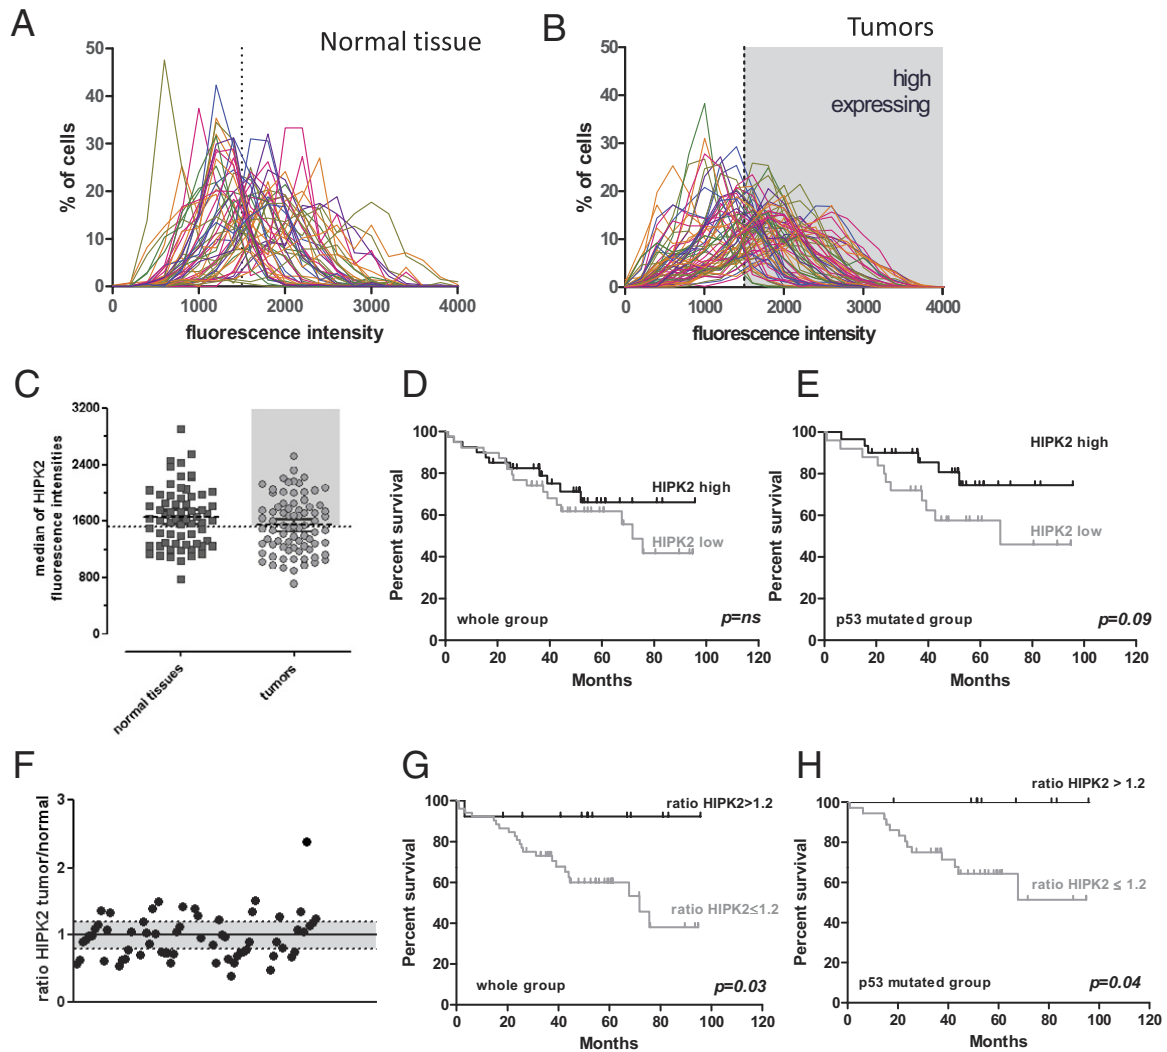 A
Normal tissue
50
40
30
20
10
0
% of cells
0 1000 2000 3000 4000
fluorescence intensity
B
Tumors
high
expressing
50
40
30
20
10
0
% of cells
0 1000 2000 3000 4000
fluorescence intensity
C
3200
2400
1600
800
0
median of HIPK2
fluorescence intensities
normal tissues
tumors
D
100
80
60
40
20
0
Percent survival
HIPK2 high
HIPK2 low
whole group
p=ns
0 20 40 60 80 100 120
Months
E
100
80
60
40
20
0
Percent survival
HIPK2 high
HIPK2 low
p53 mutated group
p=0.09
0 20 40 60 80 100 120
Months
F
3
2
1
0
ratio HIPK2 tumor/normal
G
100
80
60
40
20
0
Percent survival
ratio HIPK2>1.2
ratio HIPK2≤1.2
whole group
p=0.03
0 20 40 60 80 100 120
Months
H
100
80
60
40
20
0
Percent survival
ratio HIPK2 > 1.2
ratio HIPK2 ≤ 1.2
p53 mutated group
p=0.04
0 20 40 60 80 100 120
Months